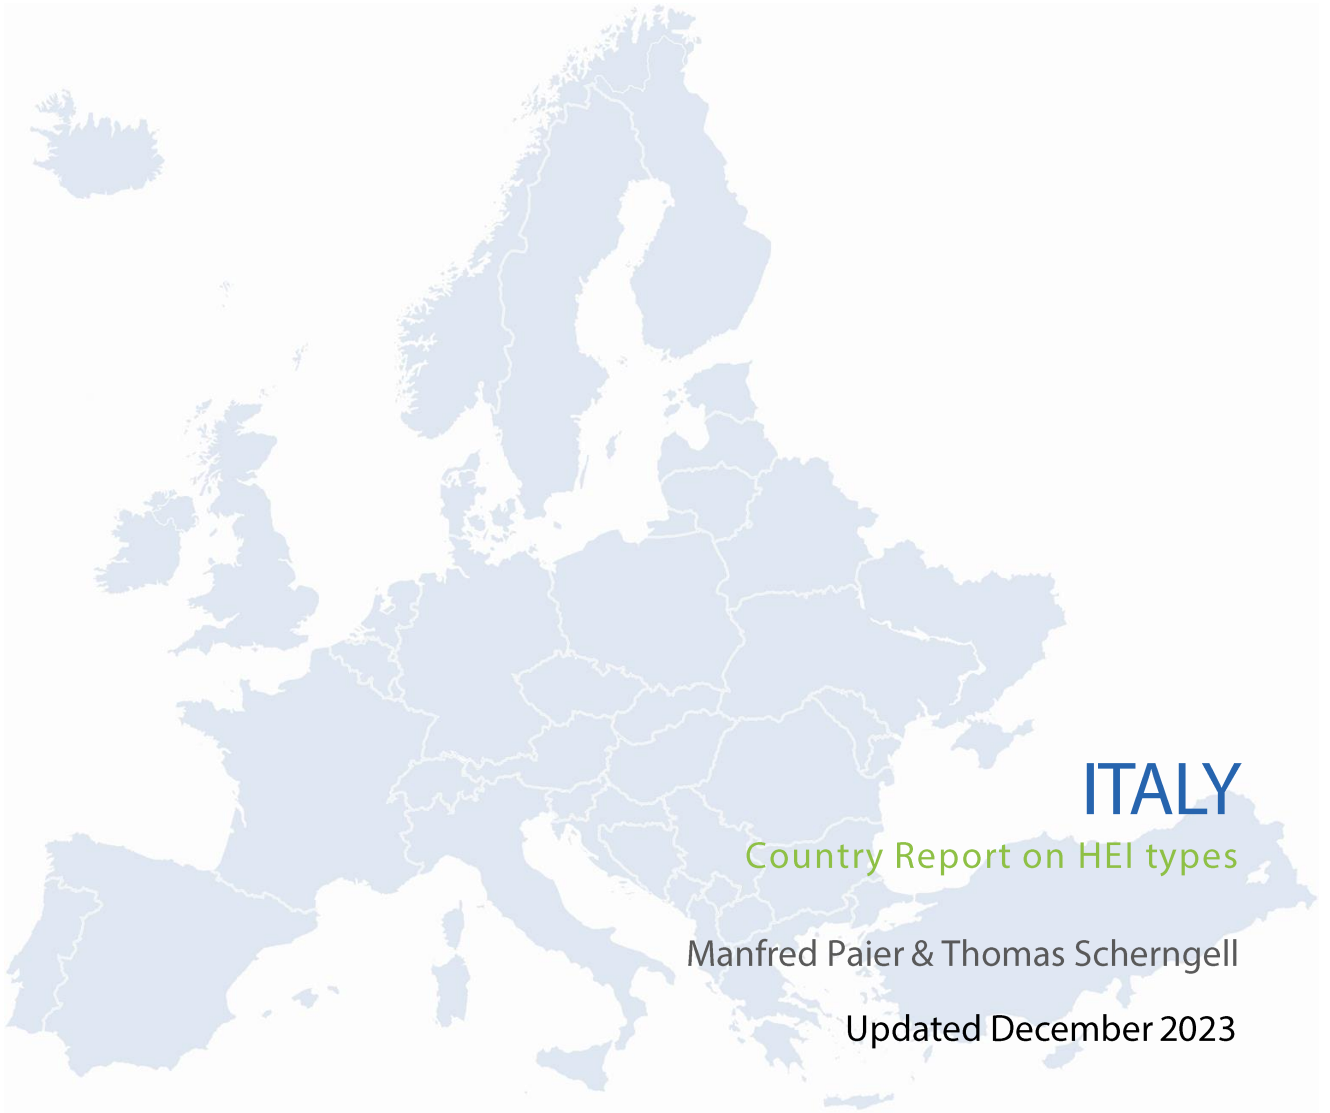 ITALY
Country Report on HEI types
Manfred Paier & Thomas Scherngell
Updated December 2023